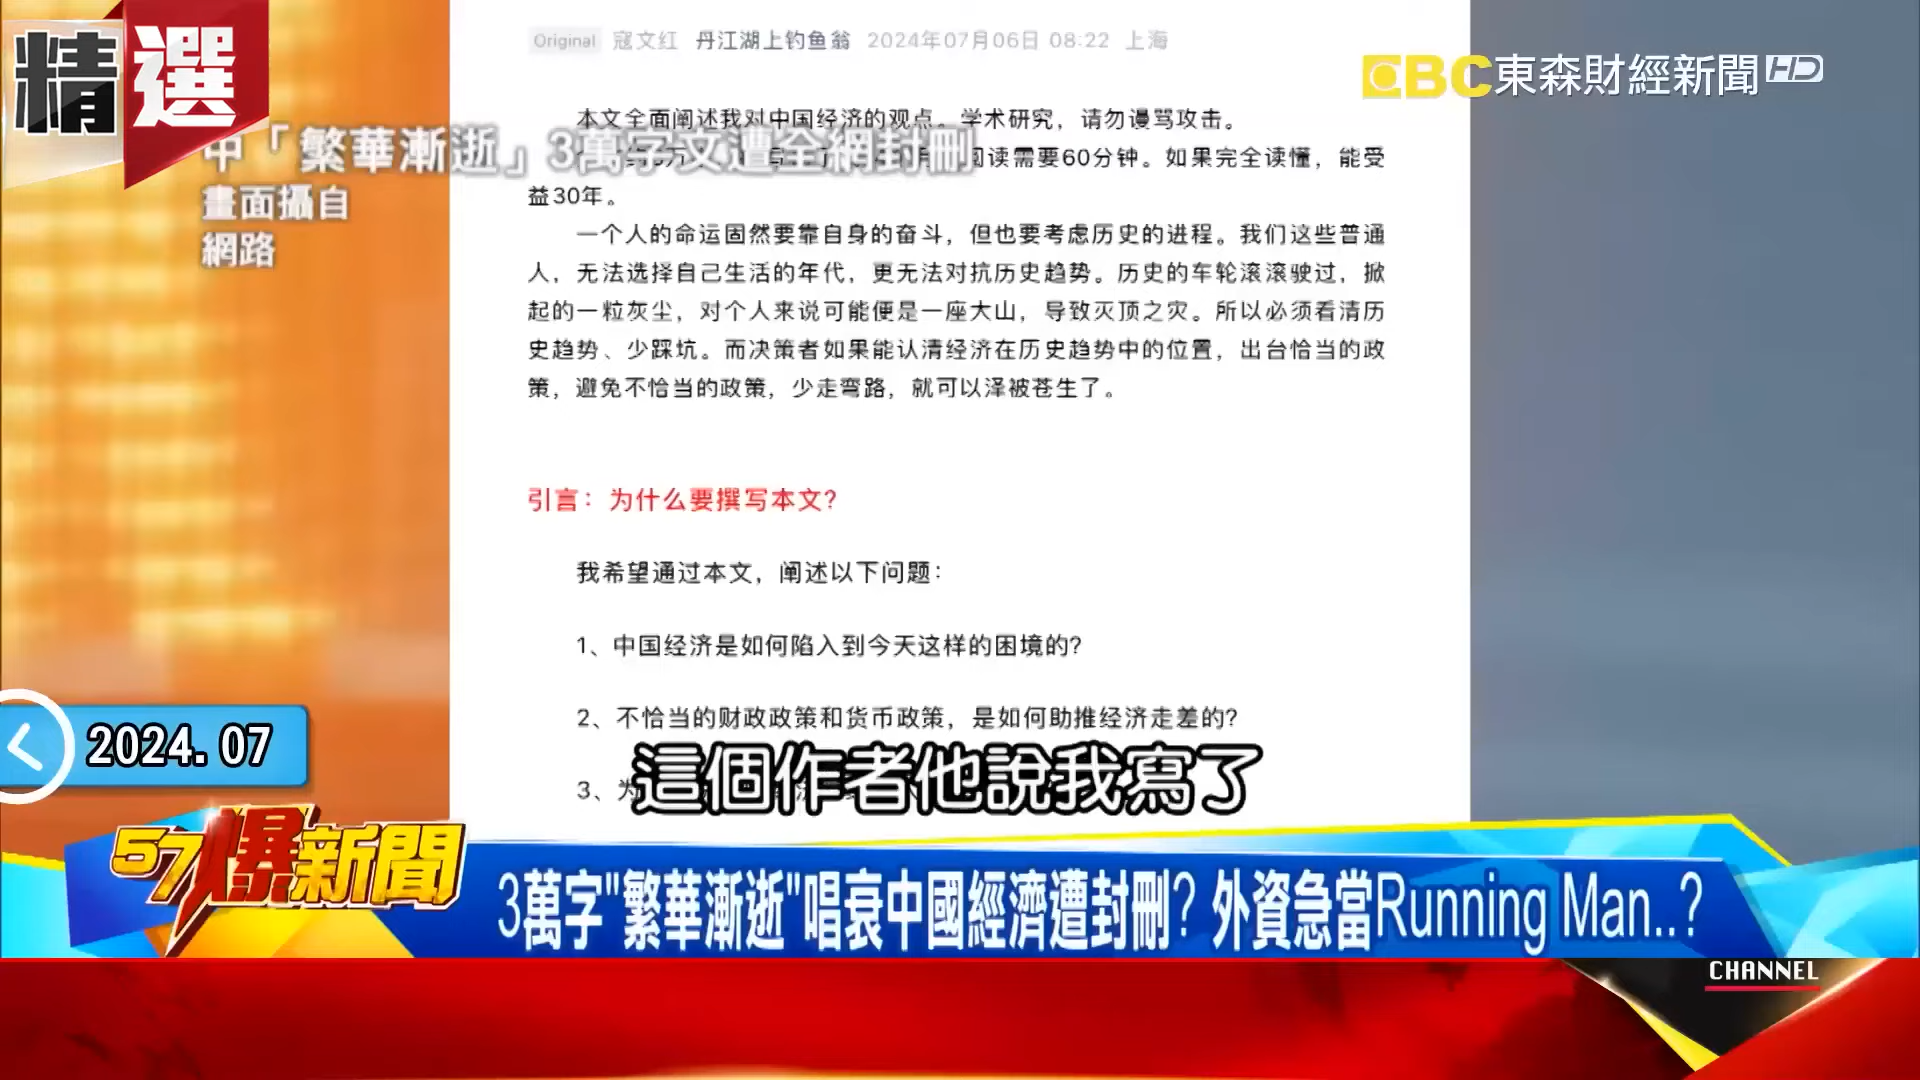 精選
Original 寇文红 丹江湖上钓鱼翁 2024年07月06日 08:22 上海
EBC東森財經新聞HD
本文全面阐述我对中国经济的观点。学术研究，请勿谩骂攻击。
中「繁華漸逝」3萬字文遭全網封刪
阅读需要60分钟。如果完全读懂，能受
益30年。
畫面攝自
網路
一个人的命运固然要靠自身的奋斗，但也要考虑历史的进程。我们这些普通
人，无法选择自己生活的年代，更无法对抗历史趋势。历史的车轮滚滚驶过，掀
起的一粒灰尘，对个人来说可能便是一座大山，导致灭顶之灾。所以必须看清历
史趋势、少踩坑。而决策者如果能认清经济在历史趋势中的位置，出台恰当的政
策，避免不恰当的政策，少走弯路，就可以泽被苍生了。
引言：为什么要撰写本文?
我希望通过本文，阐述以下问题：
1、中国经济是如何陷入到今天这样的困境的?
2、不恰当的财政政策和货币政策，是如何助推经济走差的?
3、为
這個作者他說我寫了
2024.07
57爆新聞
3萬字"繁華漸逝"唱衰中國經濟遭封刪? 外資急當Running Man..?
CHANNEL